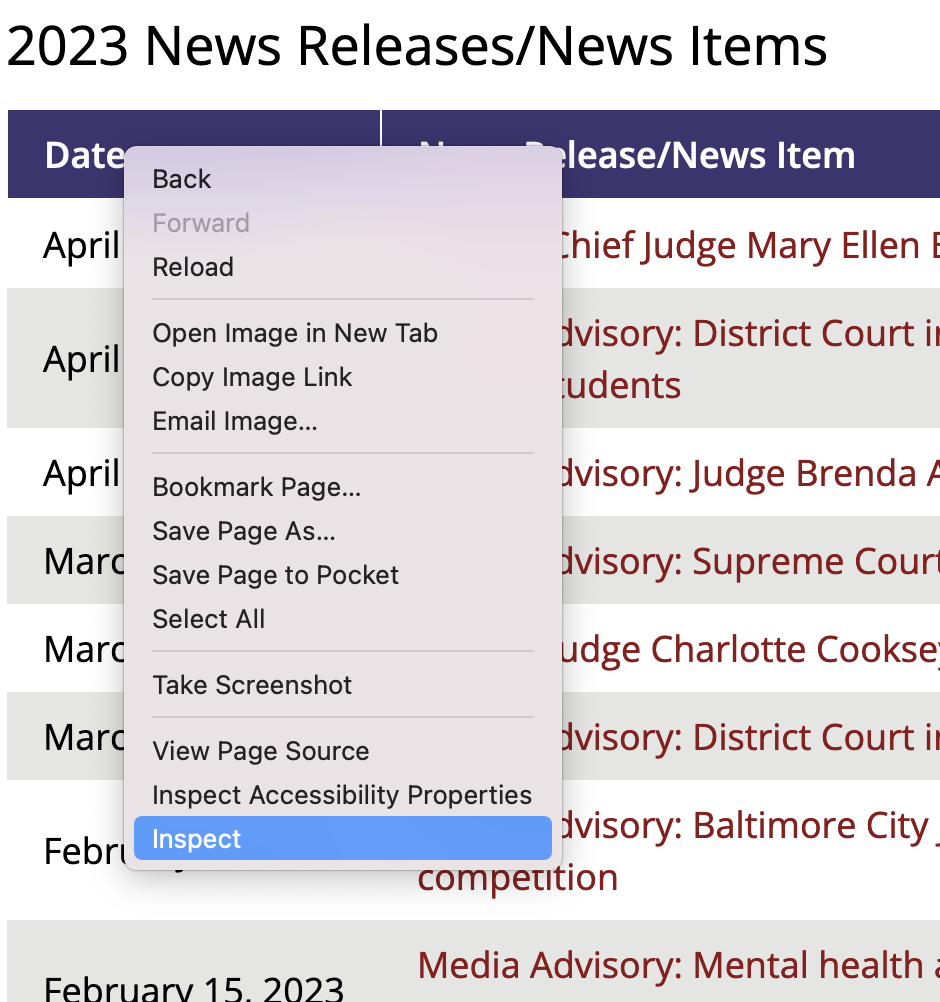 2023 News Releases/News Items
Date
Release/News Item
Back
Forward
Reload
Open Image in New Tab
Copy Image Link
Email Image...
Bookmark Page...
Save Page As...
Save Page to Pocket
Select All
Take Screenshot
View Page Source
Inspect Accessibility Properties
Inspect
April
Chief Judge Mary Ellen
April
dvisory: District Court
tudents
April
dvisory: Judge Brenda
Marc
dvisory: Supreme Court
Marc
udge Charlotte Cooksey
Marc
dvisory: District Court
Febru
dvisory: Baltimore City
competition
February 15, 2023
Media Advisory: Mental health